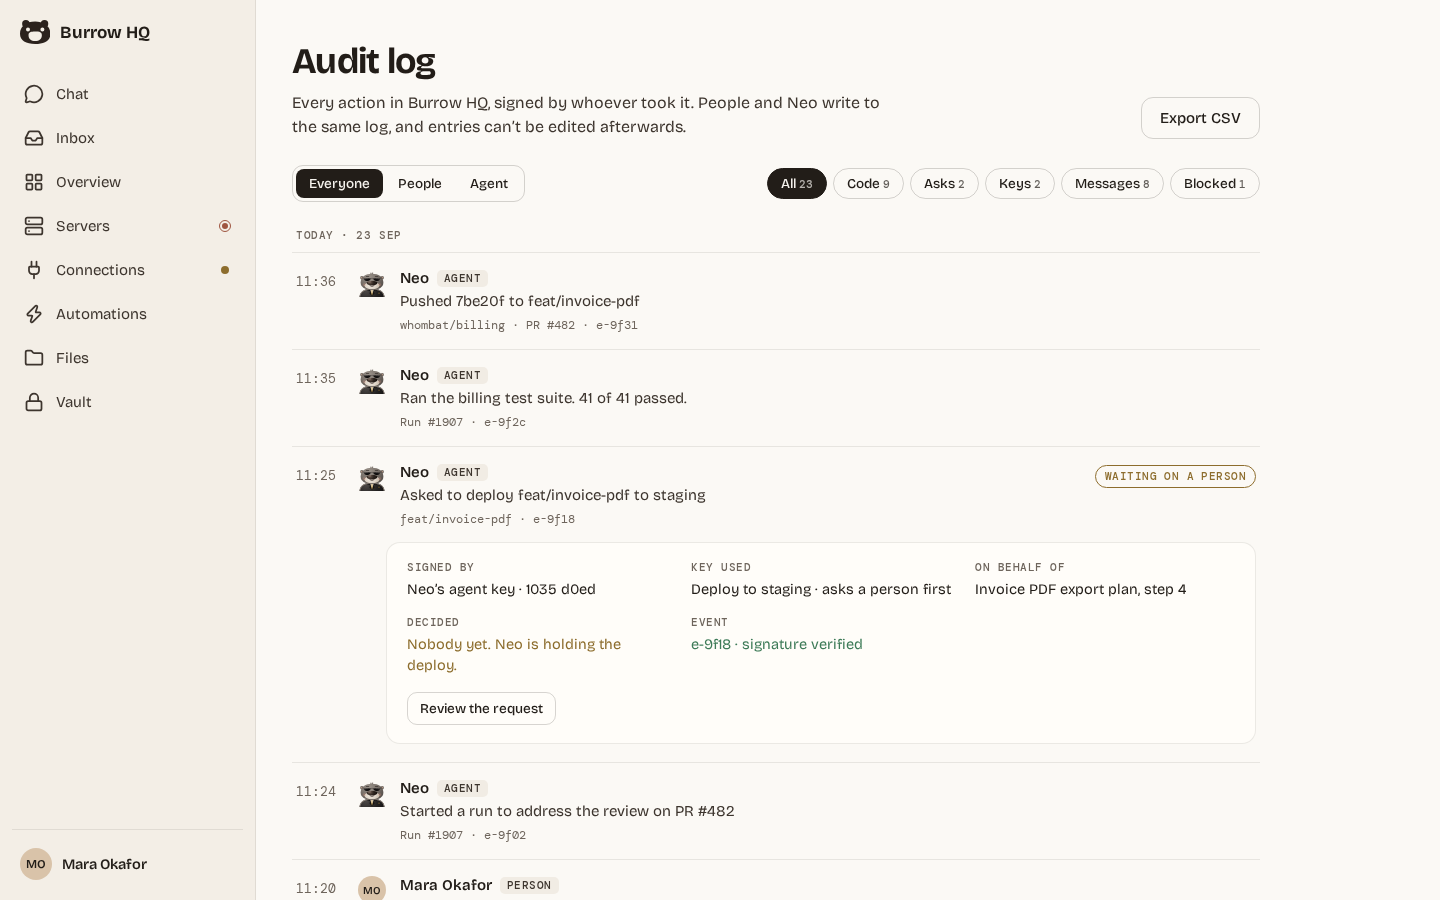 Burrow HQ
Chat
Inbox
Overview
Servers
Connections
Automations
Files
Vault
MO
Mara Okafor
Audit log
Every action in Burrow HQ, signed by whoever took it. People and Neo write to
the same log, and entries can’t be edited afterwards.
Export CSV
Everyone People Agent
All 23 Code 9 Asks 2 Keys 2 Messages 8 Blocked 1
TODAY · 23 SEP
11:36 Neo AGENT
Pushed 7be20f to feat/invoice-pdf
whombat/billing · PR #482 · e-9f31
11:35 Neo AGENT
Ran the billing test suite. 41 of 41 passed.
Run #1907 · e-9f2c
11:25 Neo AGENT WAITING ON A PERSON
Asked to deploy feat/invoice-pdf to staging
feat/invoice-pdf · e-9f18
SIGNED BY
Neo’s agent key · 1035 d0ed
KEY USED
Deploy to staging · asks a person first
ON BEHALF OF
Invoice PDF export plan, step 4
DECIDED
Nobody yet. Neo is holding the
deploy.
EVENT
e-9f18 · signature verified
Review the request
11:24 Neo AGENT
Started a run to address the review on PR #482
Run #1907 · e-9f02
11:20 MO Mara Okafor PERSON